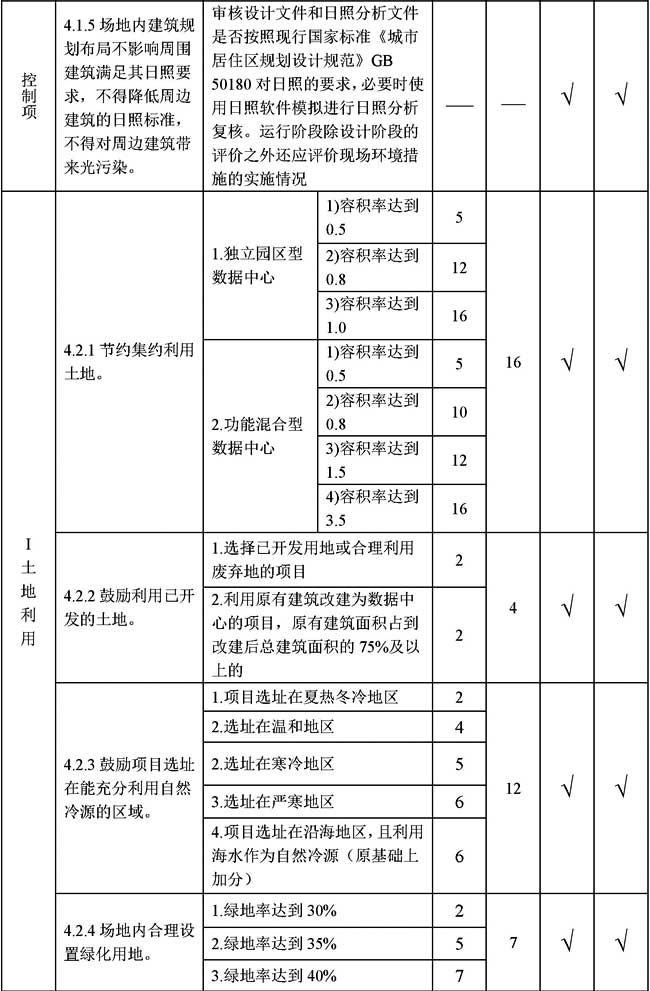 控制项
4.1.5 场地内建筑规
划布局不影响周围
建筑满足其日照要
求，不得降低周边
建筑的日照标准，
不得对周边建筑带
来光污染。
审核设计文件和日照分析文件
是否按照现行国家标准《城市
居住区规划设计规范》GB
50180 对日照的要求，必要时使
用日照软件模拟进行日照分析
复核。运行阶段除设计阶段的
评价之外还应评价现场环境措
施的实施情况
—
—
√
√
I
土地利用
4.2.1 节约集约利用
土地。
1.独立园区型
数据中心
1)容积率达到
0.5
5
2)容积率达到
0.8
12
3)容积率达到
1.0
16
2.功能混合型
数据中心
1)容积率达到
0.5
5
2)容积率达到
0.8
10
3)容积率达到
1.5
12
4)容积率达到
3.5
16
16
√
√
4.2.2 鼓励利用已开
发的土地。
1.选择已开发用地或合理利用
废弃地的项目
2
2.利用原有建筑改建为数据中
心的项目，原有建筑面积占到
改建后总建筑面积的 75%及以
上的
2
4
√
√
4.2.3 鼓励项目选址
在能充分利用自然
冷源的区域。
1.项目选址在夏热冬冷地区
2
2.选址在温和地区
4
2.选址在寒冷地区
5
3.选址在严寒地区
6
4.项目选址在沿海地区，且利用
海水作为自然冷源（原基础上
加分）
6
12
√
√
4.2.4 场地内合理设
置绿化用地。
1.绿地率达到 30%
2
2.绿地率达到 35%
5
3.绿地率达到 40%
7
7
√
√